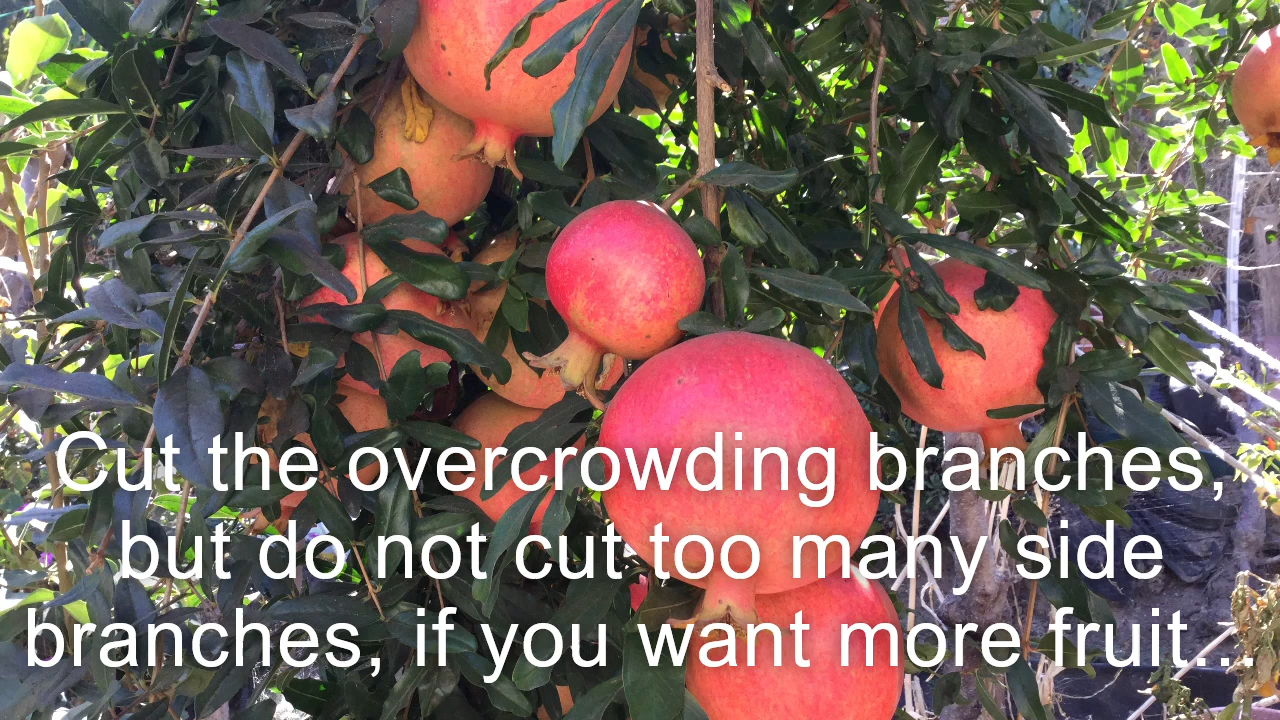 Cut the overcrowding branches,
but do not cut too many side
branches, if you want more fruit...